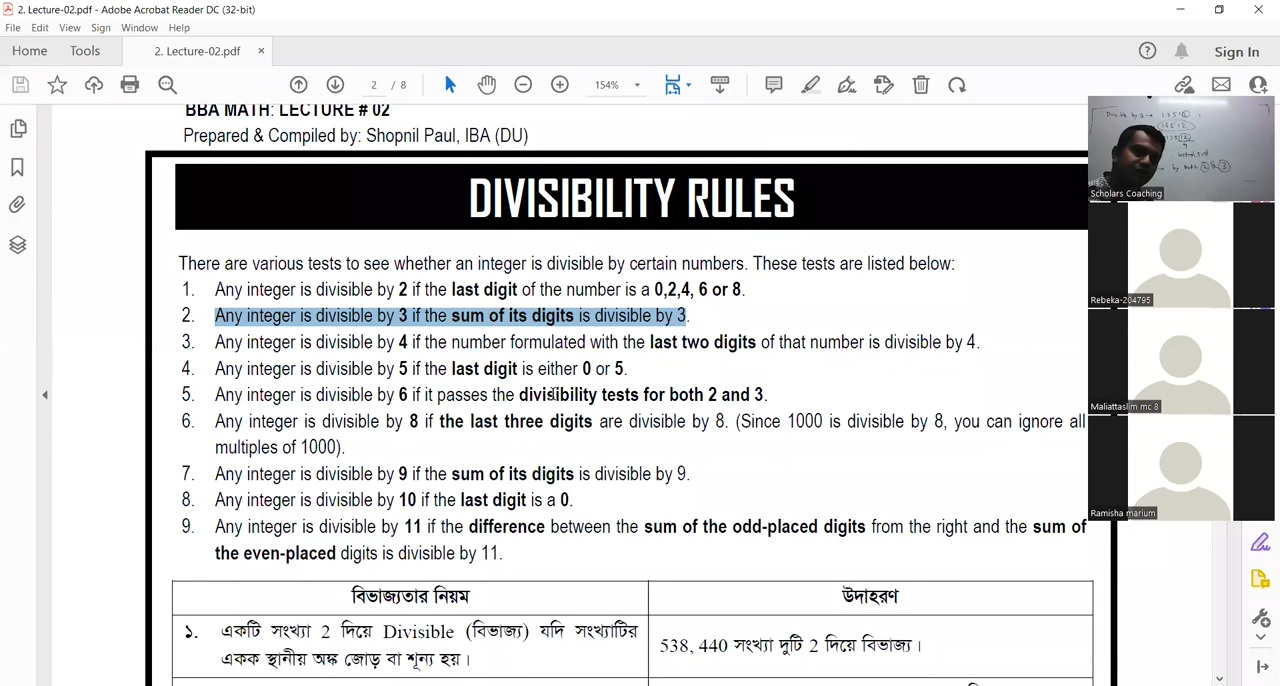 2. Lecture-02.pdf - Adobe Acrobat Reader DC (32-bit)
File Edit View Sign Window Help
Home Tools 2. Lecture-02.pdf × Sign In
2 / 8 154%
BBA MATH: LECTURE # 02
Prepared & Compiled by: Shopnil Paul, IBA (DU)
DIVISIBILITY RULES
There are various tests to see whether an integer is divisible by certain numbers. These tests are listed below:
1. Any integer is divisible by 2 if the last digit of the number is a 0,2,4, 6 or 8.
2. Any integer is divisible by 3 if the sum of its digits is divisible by 3.
3. Any integer is divisible by 4 if the number formulated with the last two digits of that number is divisible by 4.
4. Any integer is divisible by 5 if the last digit is either 0 or 5.
5. Any integer is divisible by 6 if it passes the divisibility tests for both 2 and 3.
6. Any integer is divisible by 8 if the last three digits are divisible by 8. (Since 1000 is divisible by 8, you can ignore all
multiples of 1000).
7. Any integer is divisible by 9 if the sum of its digits is divisible by 9.
8. Any integer is divisible by 10 if the last digit is a 0.
9. Any integer is divisible by 11 if the difference between the sum of the odd-placed digits from the right and the sum of
the even-placed digits is divisible by 11.
বিভাজ্যতার নিয়ম
উদাহরণ
১. একটি সংখ্যা 2 দিয়ে Divisible (বিভাজ্য) যদি সংখ্যাটির
একক স্থানীয় অঙ্ক জোড় বা শূন্য হয়।
538, 440 সংখ্যা দুটি 2 দিয়ে বিভাজ্য।
by both 2 & 3
Scholars Coaching
Rebeka-204795
Maliattaslim mc 8
Ramisha marium